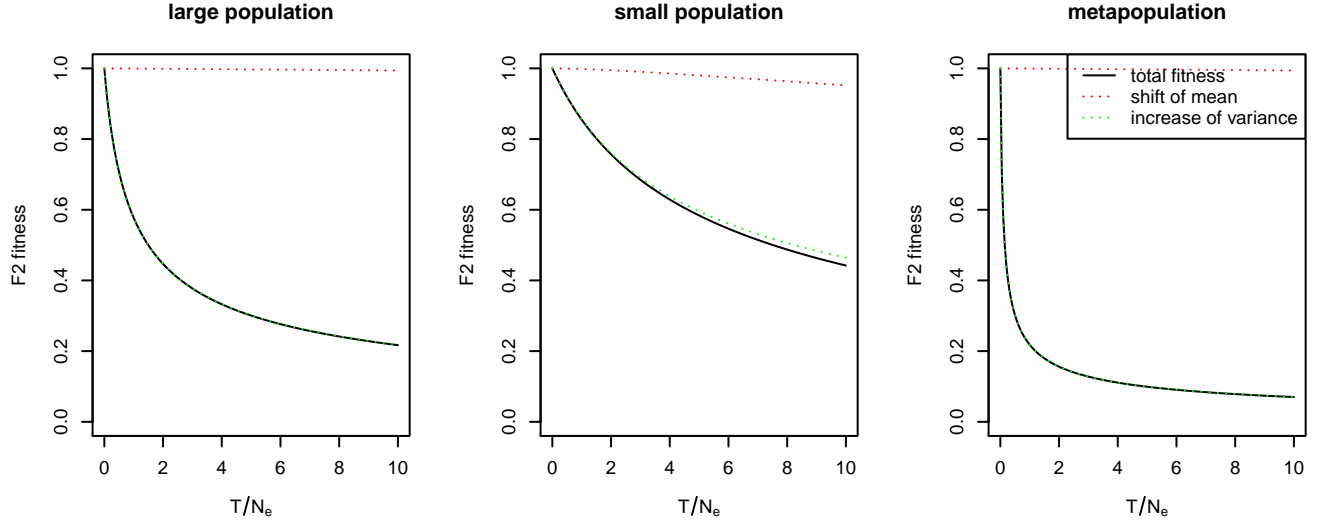 large population
1.0
0.8
0.6
0.4
0.2
0.0
F2 fitness
0 2 4 6 8 10
T/Ne
small population
1.0
0.8
0.6
0.4
0.2
0.0
F2 fitness
0 2 4 6 8 10
T/Ne
metapopulation
total fitness
shift of mean
increase of variance
1.0
0.8
0.6
0.4
0.2
0.0
F2 fitness
0 2 4 6 8 10
T/Ne